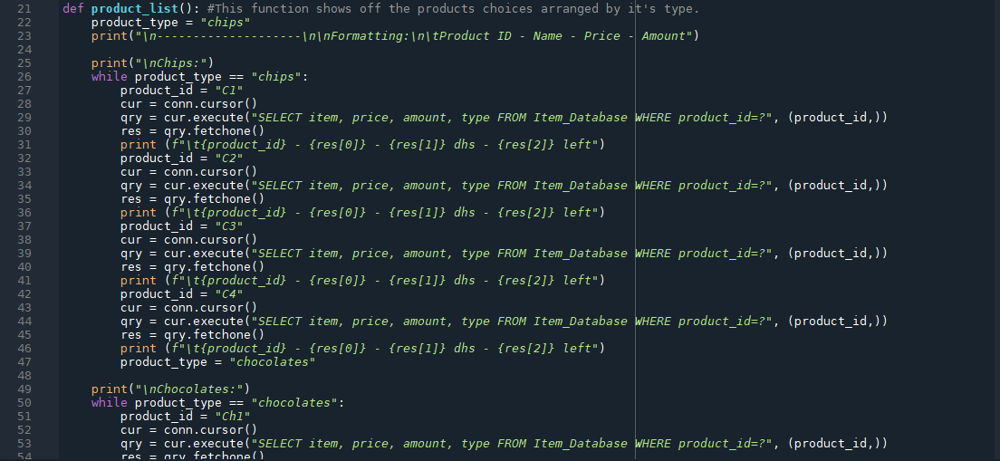 21 def product_list(): #This function shows off the products choices arranged by it's type.
22     product_type = "chips"
23     print("\n--------------------\n\nFormatting:\n\tProduct ID - Name - Price - Amount")
24
25     print("\nChips:")
26     while product_type == "chips":
27         product_id = "C1"
28         cur = conn.cursor()
29         qry = cur.execute("SELECT item, price, amount, type FROM Item_Database WHERE product_id=?", (product_id,))
30         res = qry.fetchone()
31         print (f"\t{product_id} - {res[0]} - {res[1]} dhs - {res[2]} left")
32         product_id = "C2"
33         cur = conn.cursor()
34         qry = cur.execute("SELECT item, price, amount, type FROM Item_Database WHERE product_id=?", (product_id,))
35         res = qry.fetchone()
36         print (f"\t{product_id} - {res[0]} - {res[1]} dhs - {res[2]} left")
37         product_id = "C3"
38         cur = conn.cursor()
39         qry = cur.execute("SELECT item, price, amount, type FROM Item_Database WHERE product_id=?", (product_id,))
40         res = qry.fetchone()
41         print (f"\t{product_id} - {res[0]} - {res[1]} dhs - {res[2]} left")
42         product_id = "C4"
43         cur = conn.cursor()
44         qry = cur.execute("SELECT item, price, amount, type FROM Item_Database WHERE product_id=?", (product_id,))
45         res = qry.fetchone()
46         print (f"\t{product_id} - {res[0]} - {res[1]} dhs - {res[2]} left")
47         product_type = "chocolates"
48
49     print("\nChocolates:")
50     while product_type == "chocolates":
51         product_id = "Ch1"
52         cur = conn.cursor()
53         qry = cur.execute("SELECT item, price, amount, type FROM Item_Database WHERE product_id=?", (product_id,))
54         res = qry.fetchone()